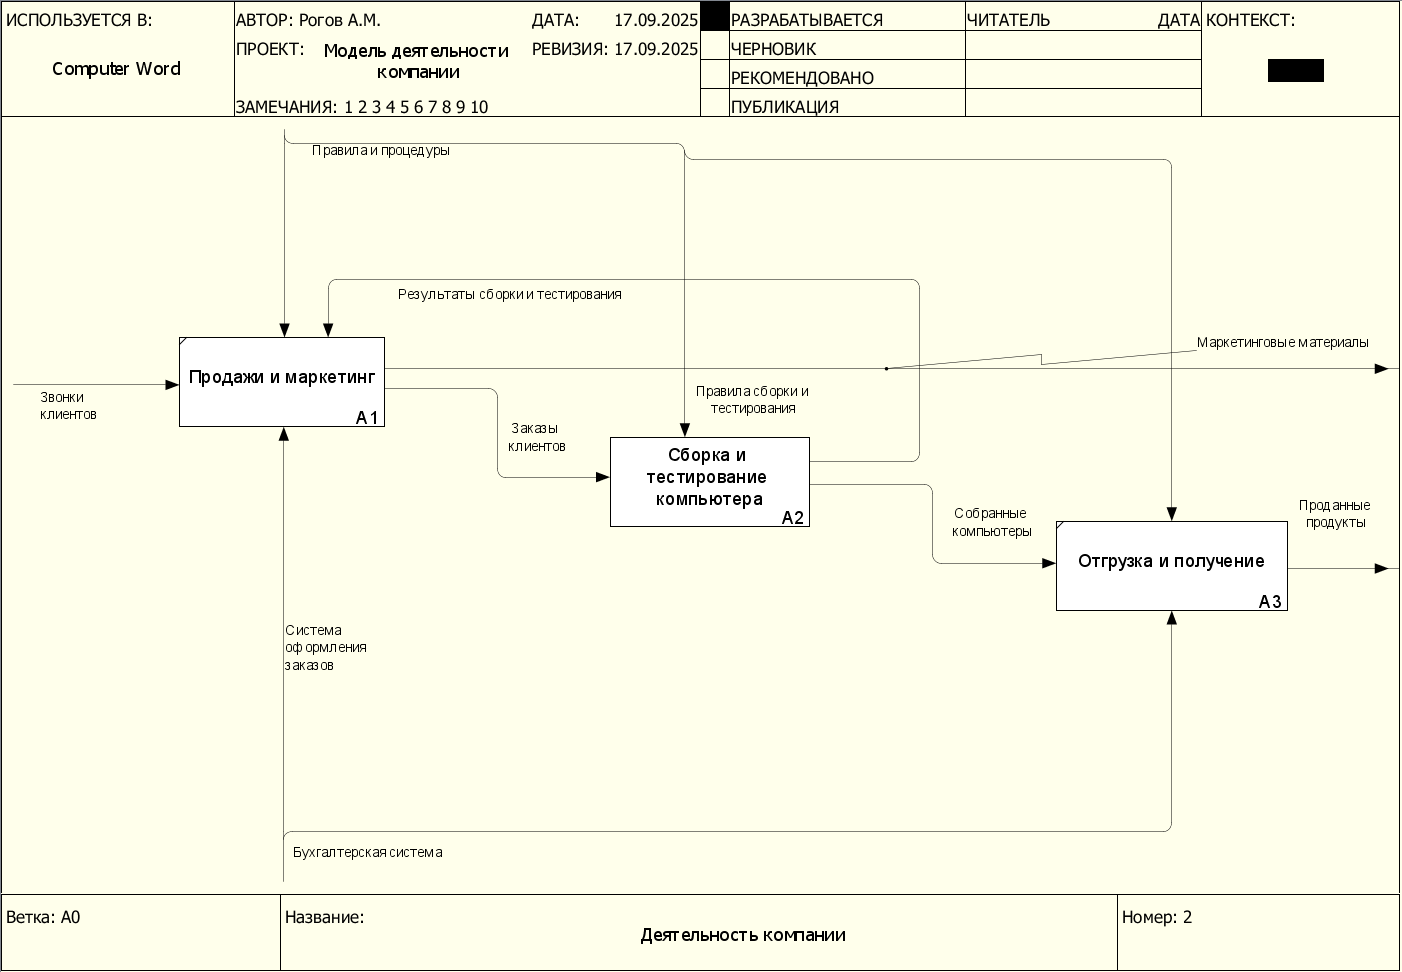 ИСПОЛЬЗУЕТСЯ В:
Computer Word
АВТОР: Рогов А.М.
ДАТА: 17.09.2025
ПРОЕКТ: Модель деятельности
компании
РЕВИЗИЯ: 17.09.2025
ЗАМЕЧАНИЯ: 1 2 3 4 5 6 7 8 9 10
РАЗРАБАТЫВАЕТСЯ
ЧЕРНОВИК
РЕКОМЕНДОВАНО
ПУБЛИКАЦИЯ
ЧИТАТЕЛЬ ДАТА
КОНТЕКСТ:
Правила и процедуры
Результаты сборки и тестирования
Маркетинговые материалы
Продажи и маркетинг
A1
Звонки
клиентов
Правила сборки и
тестирования
Заказы
клиентов
Сборка и
тестирование
компьютера
A2
Собранные
компьютеры
Проданные
продукты
Отгрузка и получение
A3
Система
оформления
заказов
Бухгалтерская система
Ветка: A0
Название:
Деятельность компании
Номер: 2